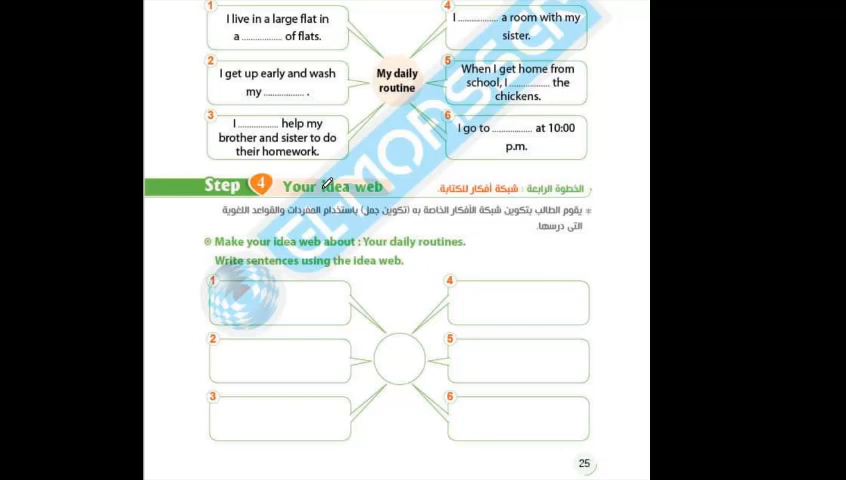 1
I live in a large flat in
a ................ of flats.
2
I get up early and wash
my ................ .
3
I ................ help my
brother and sister to do
their homework.
My daily
routine
4
I ................ a room with my
sister.
5
When I get home from
school, I ................ the
chickens.
6
I go to ................ at 10:00
p.m.
ELMOASSER
Step 4 Your idea web
الخطوة الرابعة : شبكة أفكار للكتابة.
* يقوم الطالب بتكوين شبكة الأفكار الخاصة به (تكوين جمل) باستخدام المفردات والقواعد اللغوية
التى درسها.
Make your idea web about : Your daily routines.
Write sentences using the idea web.
1
2
3
4
5
6
25